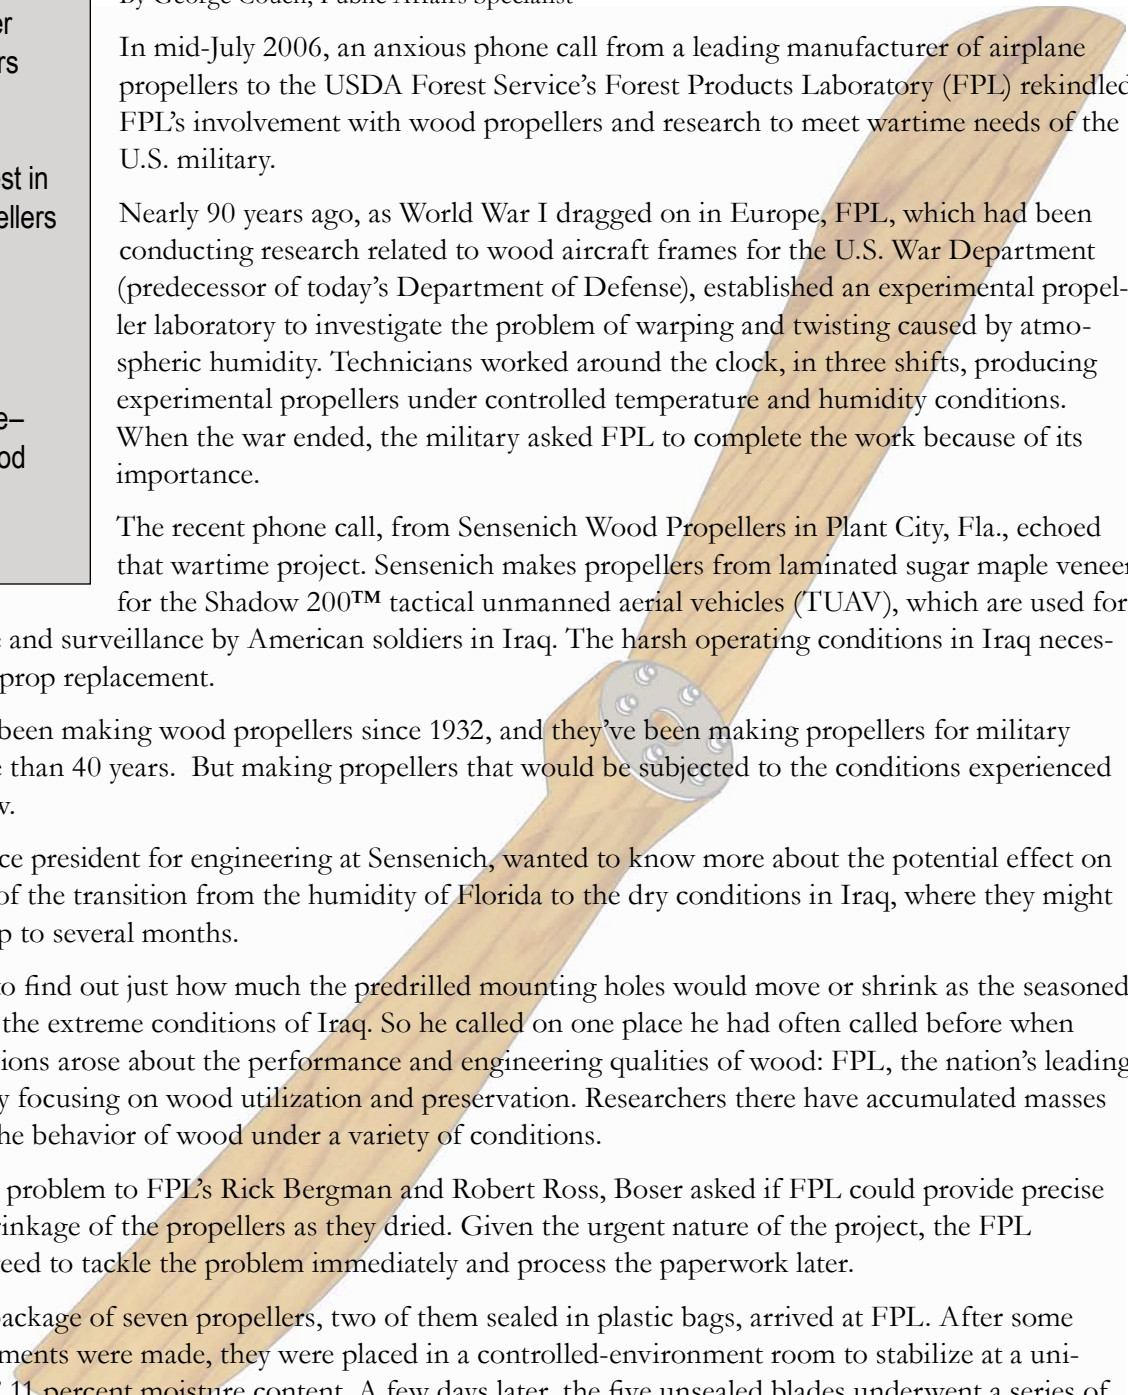 By George Couch, Public Affairs Specialist
er
rs
st in
ellers
e–
od
In mid-July 2006, an anxious phone call from a leading manufacturer of airplane
propellers to the USDA Forest Service’s Forest Products Laboratory (FPL) rekindled
FPL’s involvement with wood propellers and research to meet wartime needs of the
U.S. military.
Nearly 90 years ago, as World War I dragged on in Europe, FPL, which had been
conducting research related to wood aircraft frames for the U.S. War Department
(predecessor of today’s Department of Defense), established an experimental propel-
ler laboratory to investigate the problem of warping and twisting caused by atmo-
spheric humidity. Technicians worked around the clock, in three shifts, producing
experimental propellers under controlled temperature and humidity conditions.
When the war ended, the military asked FPL to complete the work because of its
importance.
The recent phone call, from Sensenich Wood Propellers in Plant City, Fla., echoed
that wartime project. Sensenich makes propellers from laminated sugar maple veneer
for the Shadow 200™ tactical unmanned aerial vehicles (TUAV), which are used for
e and surveillance by American soldiers in Iraq. The harsh operating conditions in Iraq neces-
prop replacement.
been making wood propellers since 1932, and they’ve been making propellers for military
e than 40 years. But making propellers that would be subjected to the conditions experienced
w.
ce president for engineering at Sensenich, wanted to know more about the potential effect on
of the transition from the humidity of Florida to the dry conditions in Iraq, where they might
p to several months.
to find out just how much the predrilled mounting holes would move or shrink as the seasoned
the extreme conditions of Iraq. So he called on one place he had often called before when
ions arose about the performance and engineering qualities of wood: FPL, the nation’s leading
y focusing on wood utilization and preservation. Researchers there have accumulated masses
he behavior of wood under a variety of conditions.
problem to FPL’s Rick Bergman and Robert Ross, Boser asked if FPL could provide precise
rinkage of the propellers as they dried. Given the urgent nature of the project, the FPL
reed to tackle the problem immediately and process the paperwork later.
package of seven propellers, two of them sealed in plastic bags, arrived at FPL. After some
ments were made, they were placed in a controlled-environment room to stabilize at a uni-
11 percent moisture content. A few days later, the five unsealed blades underwent a series of